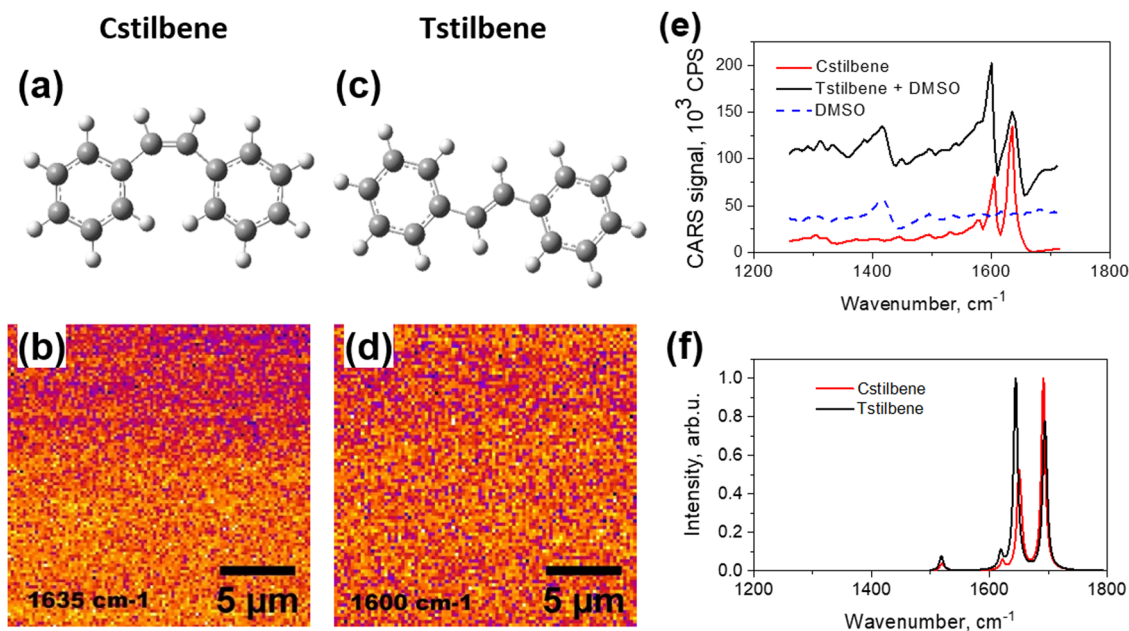 Cstilbene
Tstilbene
(a)
(c)
(b)
1635 cm-1
5 μm
(d)
1600 cm-1
5 μm
(e)
CARS signal, 10³ CPS
200
150
100
50
0
Cstilbene
Tstilbene + DMSO
DMSO
1200 1400 1600 1800
Wavenumber, cm⁻¹
(f)
Intensity, arb.u.
1.0
0.8
0.6
0.4
0.2
0.0
Cstilbene
Tstilbene
1200 1400 1600 1800
Wavenumber, cm⁻¹